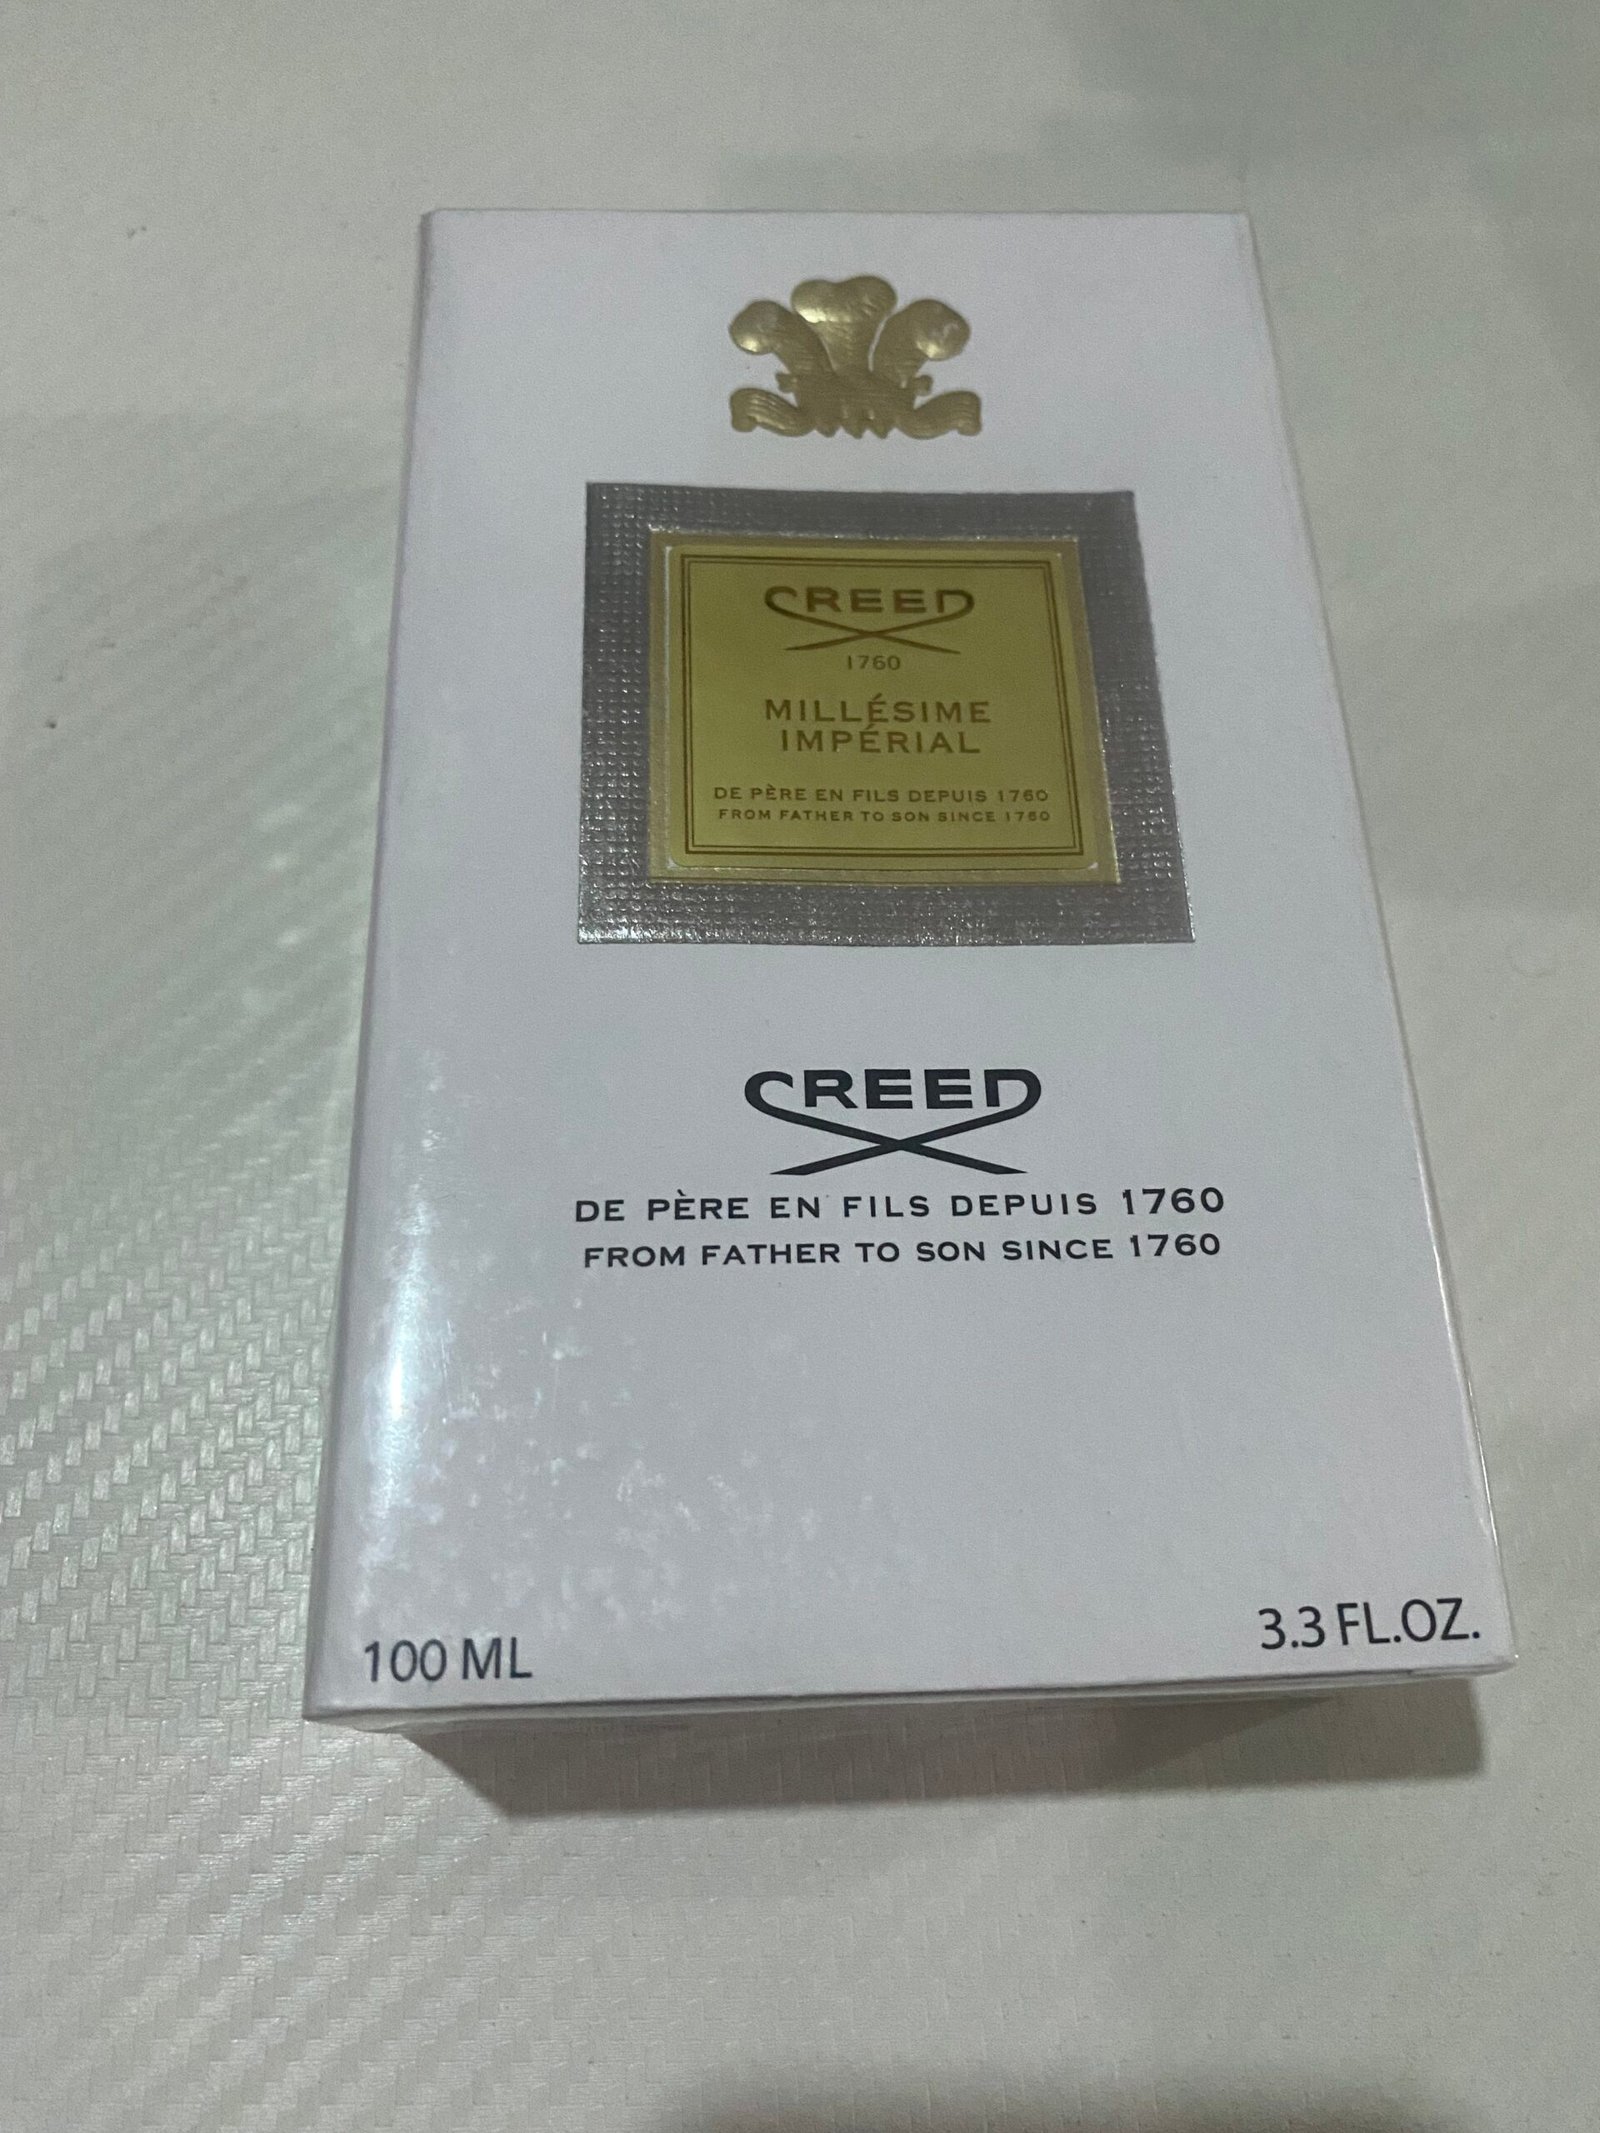 CREED
1760
MILLÉSIME
IMPÉRIAL
DE PÈRE EN FILS DEPUIS 1760
FROM FATHER TO SON SINCE 1760
CREED
DE PÈRE EN FILS DEPUIS 1760
FROM FATHER TO SON SINCE 1760
100 ML
3.3 FL.OZ.